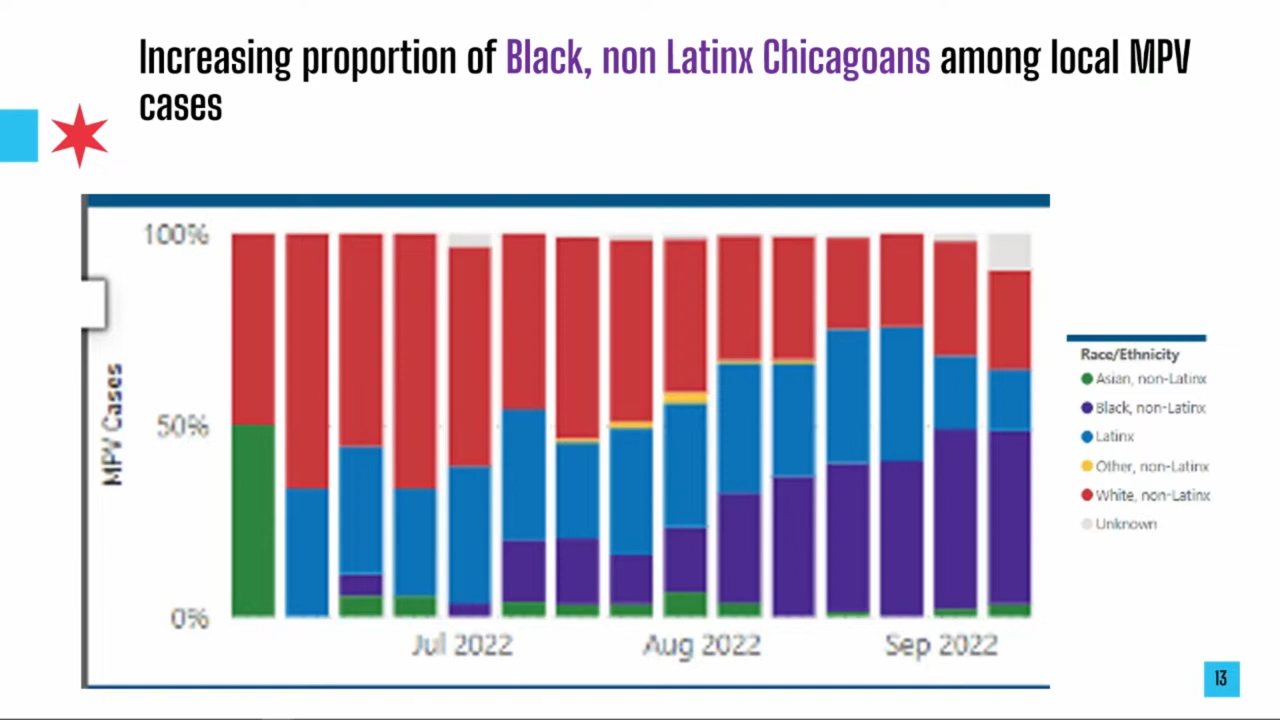 Increasing proportion of Black, non Latinx Chicagoans among local MPV
cases
100%
50%
0%
MPV Cases
Jul 2022
Aug 2022
Sep 2022
Race/Ethnicity
Asian, non-Latinx
Black, non-Latinx
Latinx
Other, non-Latinx
White, non-Latinx
Unknown
13